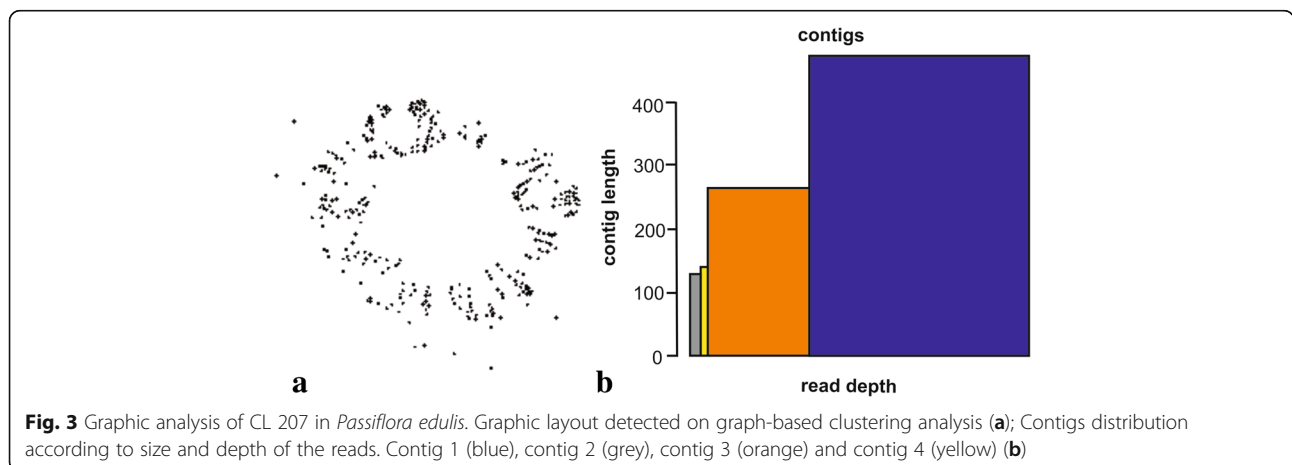 contigs
400
300
200
100
0
contig length
read depth
a
b
Fig. 3 Graphic analysis of CL 207 in Passiflora edulis. Graphic layout detected on graph-based clustering analysis (a); Contigs distribution
according to size and depth of the reads. Contig 1 (blue), contig 2 (grey), contig 3 (orange) and contig 4 (yellow) (b)